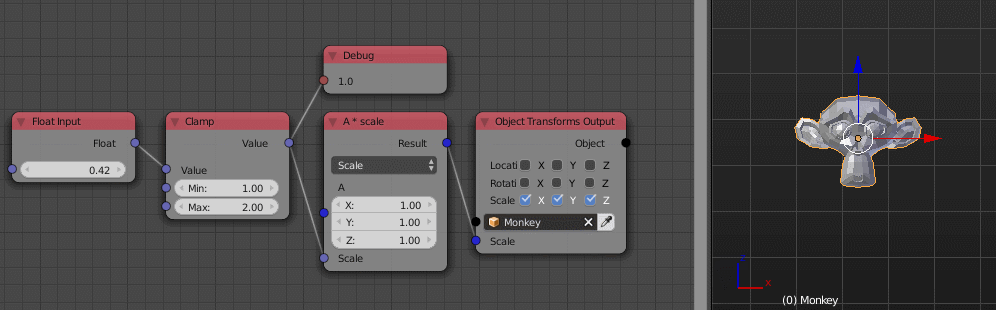 Debug
1.0
Float Input
Float
0.42
Clamp
Value
Value
Min: 1.00
Max: 2.00
A * scale
Result
Scale
A
X: 1.00
Y: 1.00
Z: 1.00
Scale
Object Transforms Output
Object
Locati X Y Z
Rotati X Y Z
Scale X Y Z
Monkey
Scale
x
(0) Monkey